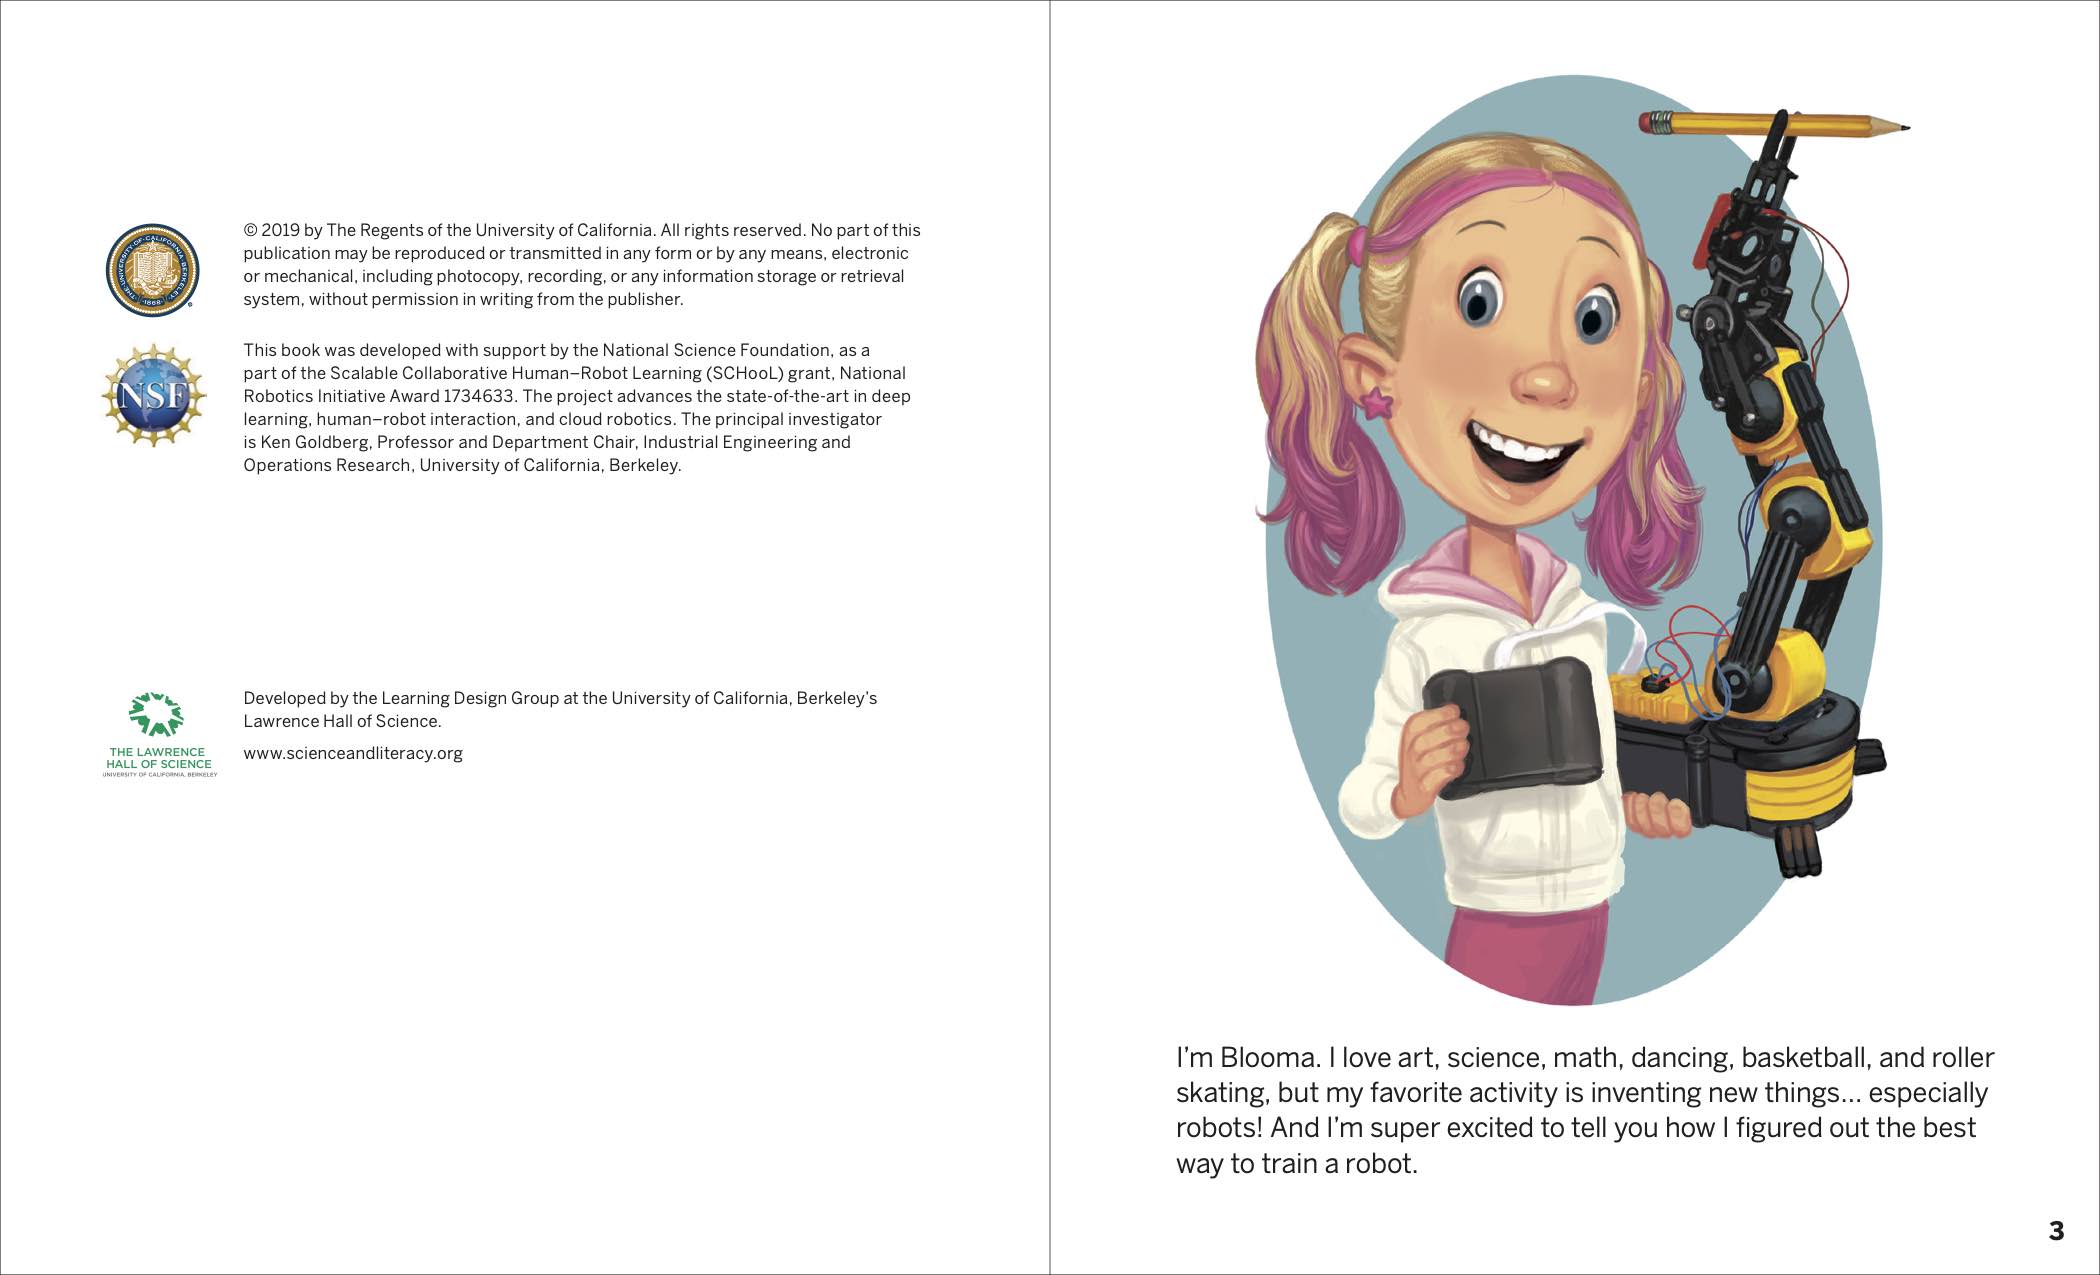 © 2019 by The Regents of the University of California. All rights reserved. No part of this
publication may be reproduced or transmitted in any form or by any means, electronic
or mechanical, including photocopy, recording, or any information storage or retrieval
system, without permission in writing from the publisher.
THE·UNIVERSITY·OF·CALIFORNIA·BERKELEY
·1868·
NSF
This book was developed with support by the National Science Foundation, as a
part of the Scalable Collaborative Human–Robot Learning (SCHooL) grant, National
Robotics Initiative Award 1734633. The project advances the state-of-the-art in deep
learning, human–robot interaction, and cloud robotics. The principal investigator
is Ken Goldberg, Professor and Department Chair, Industrial Engineering and
Operations Research, University of California, Berkeley.
THE LAWRENCE
HALL OF SCIENCE
UNIVERSITY OF CALIFORNIA, BERKELEY
Developed by the Learning Design Group at the University of California, Berkeley’s
Lawrence Hall of Science.
www.scienceandliteracy.org
I’m Blooma. I love art, science, math, dancing, basketball, and roller
skating, but my favorite activity is inventing new things... especially
robots! And I’m super excited to tell you how I figured out the best
way to train a robot.
3